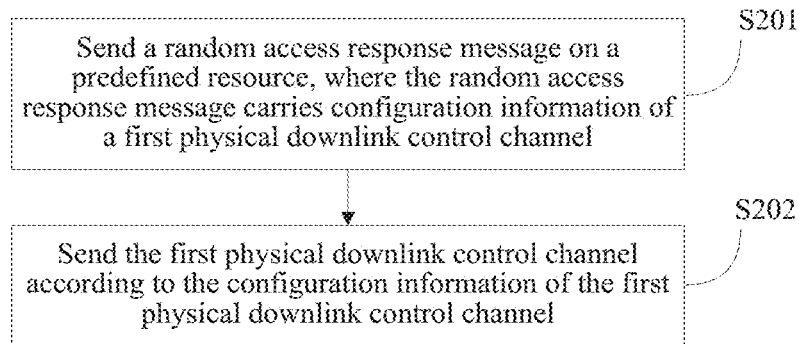 S201
Send a random access response message on a
predefined resource, where the random access
response message carries configuration information of
a first physical downlink control channel
S202
Send the first physical downlink control channel
according to the configuration information of the first
physical downlink control channel